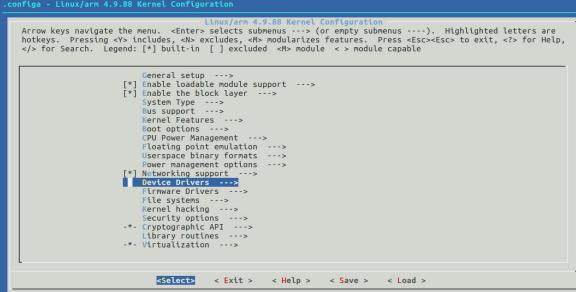 .configa - Linux/arm 4.9.88 Kernel Configuration
Linux/arm 4.9.88 Kernel Configuration
Arrow keys navigate the menu. <Enter> selects submenus ---> (or empty submenus ----). Highlighted letters are
hotkeys. Pressing <Y> includes, <N> excludes, <M> modularizes features. Press <Esc><Esc> to exit, <?> for Help,
</> for Search. Legend: [*] built-in [ ] excluded <M> module < > module capable
General setup --->
[*] Enable loadable module support --->
[*] Enable the block layer --->
System Type --->
Bus support --->
Kernel Features --->
Boot options --->
CPU Power Management --->
Floating point emulation --->
Userspace binary formats --->
Power management options --->
[*] Networking support --->
Device Drivers --->
Firmware Drivers --->
File systems --->
Kernel hacking --->
Security options --->
-*- Cryptographic API --->
Library routines --->
-*- Virtualization --->
<Select> < Exit > < Help > < Save > < Load >